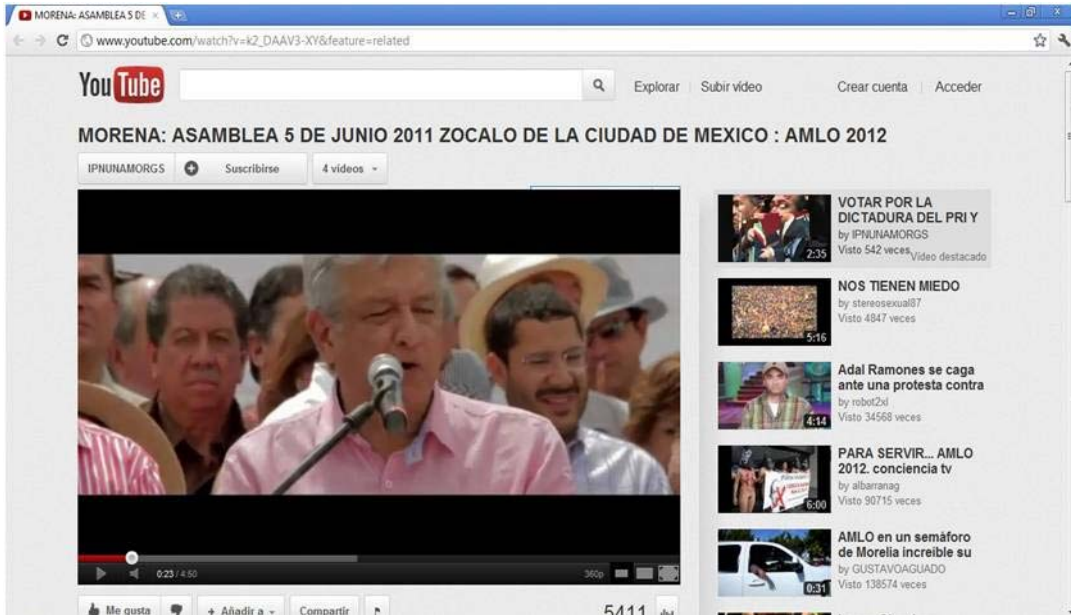 MORENA: ASAMBLEA 5 DE
www.youtube.com/watch?v=k2_DAAV3-XY&feature=related
YouTube
Explorar
Subir vídeo
Crear cuenta
Acceder
MORENA: ASAMBLEA 5 DE JUNIO 2011 ZOCALO DE LA CIUDAD DE MEXICO : AMLO 2012
IPNUNAMORGS
Suscribirse
4 vídeos
VOTAR POR LA
DICTADURA DEL PRI Y
by IPNUNAMORGS
Visto 542 veces
Vídeo destacado
2:35
NOS TIENEN MIEDO
by stereosexual87
Visto 4847 veces
5:16
Adal Ramones se caga
ante una protesta contra
by robot2xl
Visto 34568 veces
4:14
PARA SERVIR... AMLO
2012. conciencia tv
by albarranag
Visto 90715 veces
6:00
AMLO en un semáforo
de Morelia increible su
by GUSTAVOAGUADO
Visto 138574 veces
0:31
0:23 / 4:50
360p
Me gusta
+ Añadir a
Compartir
5411